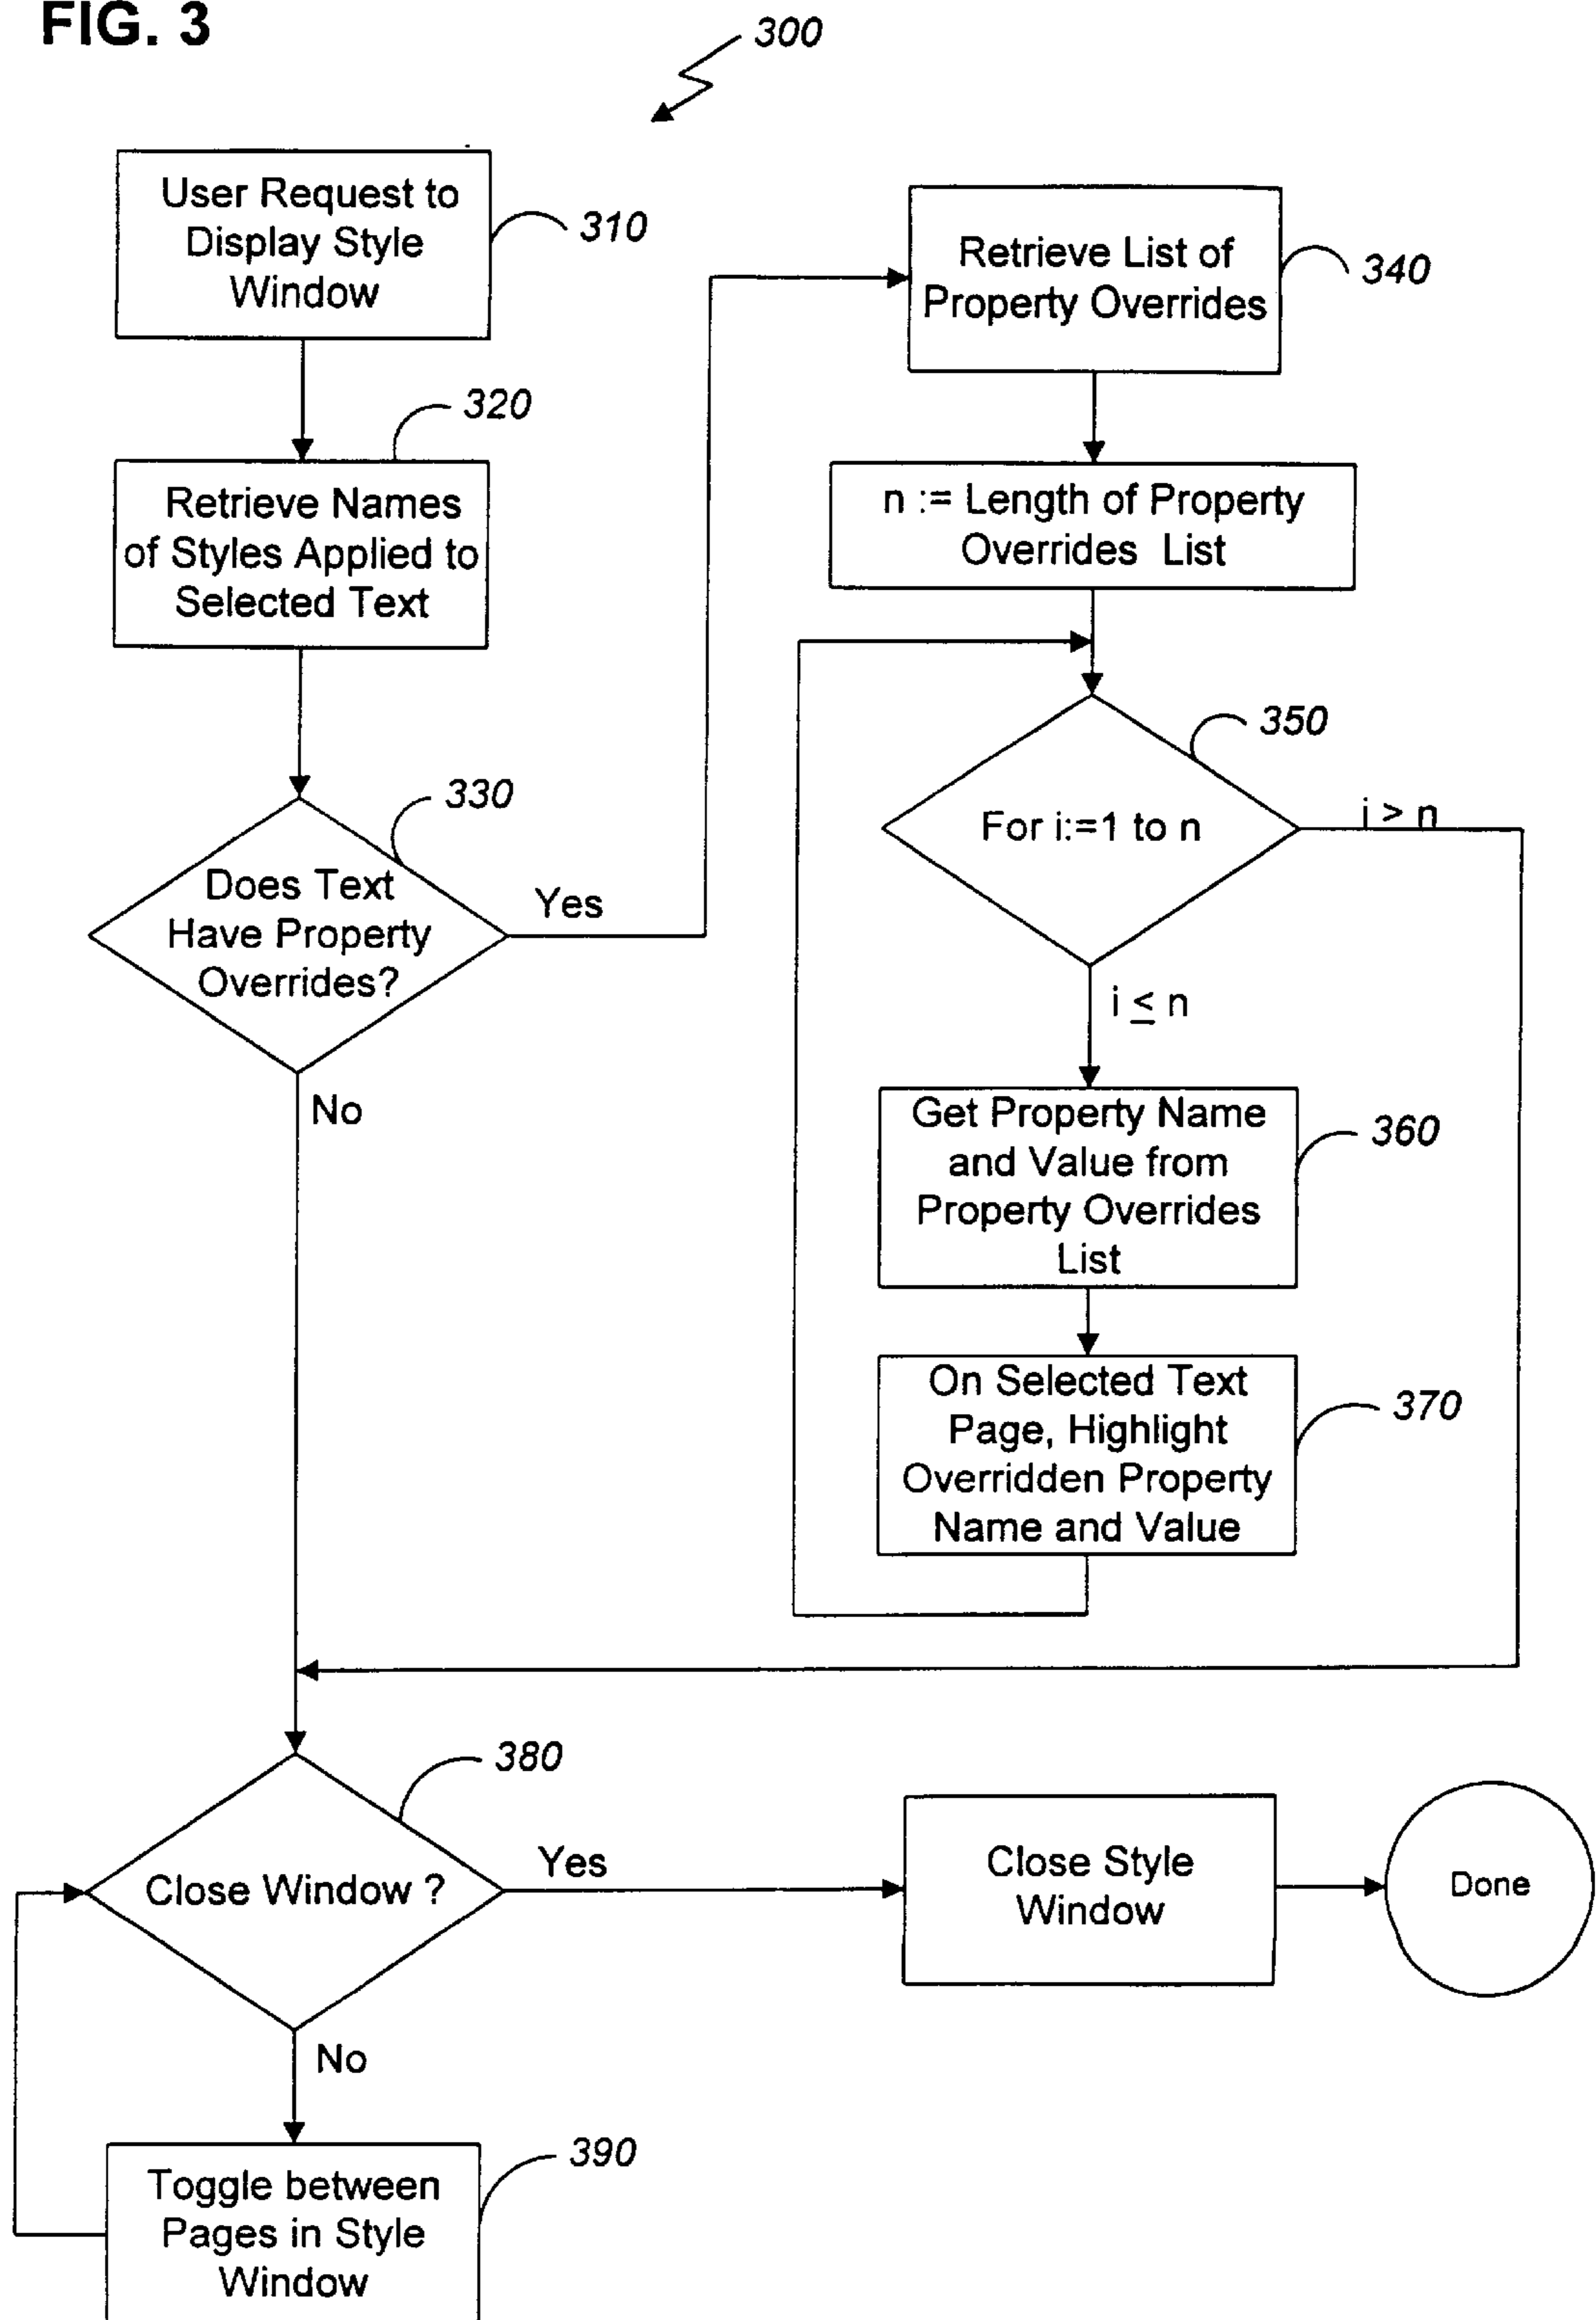 FIG. 3
300
User Request to
Display Style
Window
310
320
Retrieve Names
of Styles Applied to
Selected Text
330
Does Text
Have Property
Overrides?
Yes
No
Retrieve List of
Property Overrides
340
n := Length of Property
Overrides List
350
For i:=1 to n
i > n
i ≤ n
Get Property Name
and Value from
Property Overrides
List
360
On Selected Text
Page, Highlight
Overridden Property
Name and Value
370
380
Close Window ?
Yes
Close Style
Window
Done
No
390
Toggle between
Pages in Style
Window